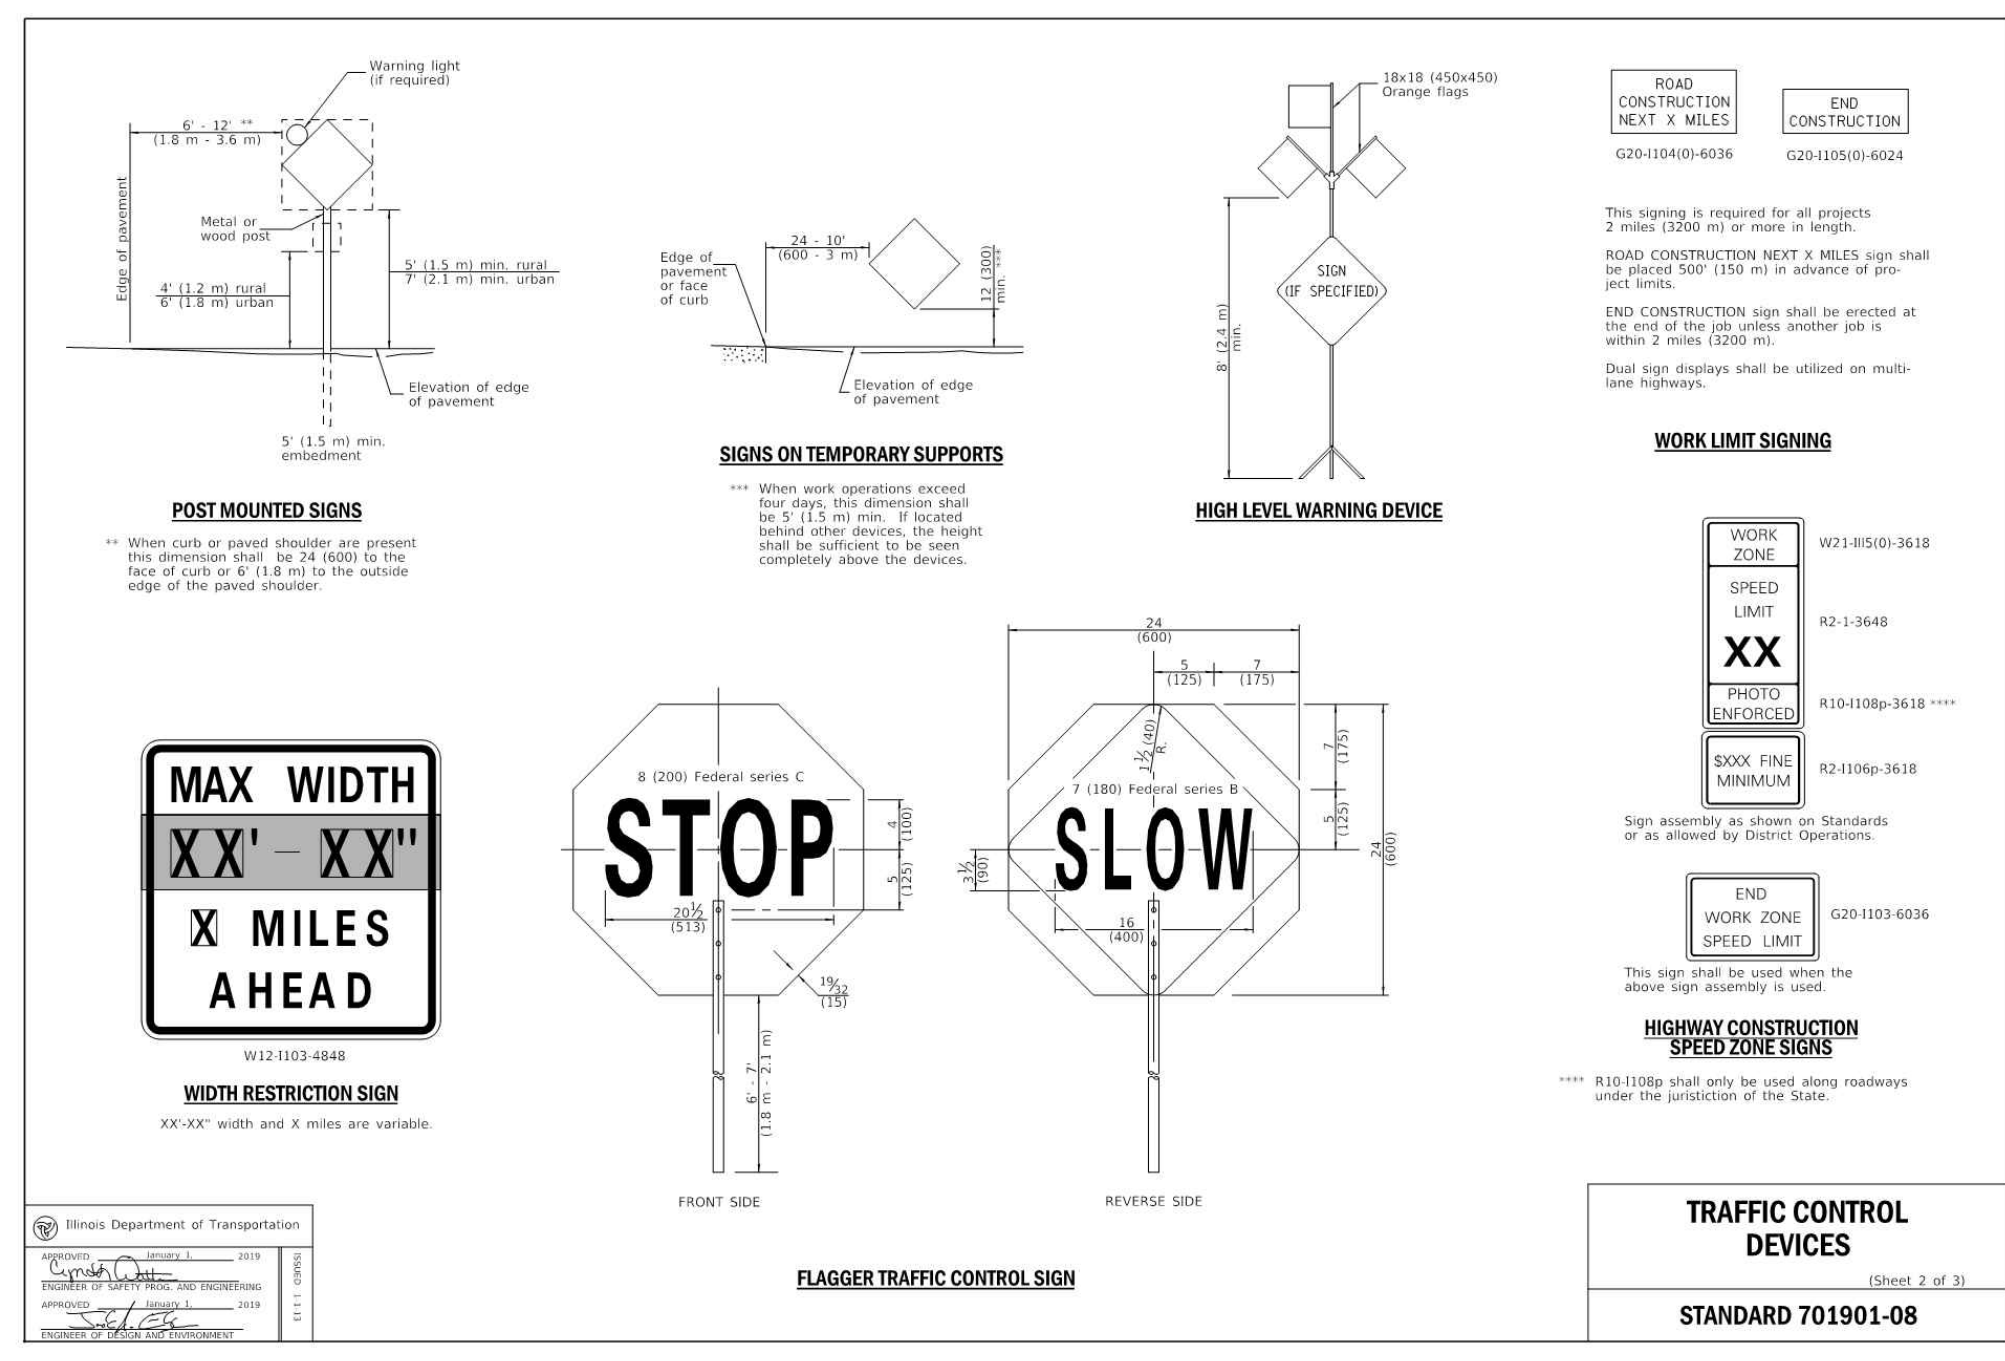 Warning light
(if required)
6' - 12' **
(1.8 m - 3.6 m)
Edge of pavement
Metal or
wood post
5' (1.5 m) min. rural
7' (2.1 m) min. urban
4' (1.2 m) rural
6' (1.8 m) urban
Elevation of edge
of pavement
5' (1.5 m) min.
embedment
POST MOUNTED SIGNS
** When curb or paved shoulder are present
this dimension shall be 24 (600) to the
face of curb or 6' (1.8 m) to the outside
edge of the paved shoulder.
24 - 10'
(600 - 3 m)
Edge of
pavement
or face
of curb
12 (300)
min. ***
Elevation of edge
of pavement
SIGNS ON TEMPORARY SUPPORTS
*** When work operations exceed
four days, this dimension shall
be 5' (1.5 m) min. If located
behind other devices, the height
shall be sufficient to be seen
completely above the devices.
18x18 (450x450)
Orange flags
SIGN
(IF SPECIFIED)
8' (2.4 m)
min.
HIGH LEVEL WARNING DEVICE
ROAD
CONSTRUCTION
NEXT X MILES
G20-I104(0)-6036
END
CONSTRUCTION
G20-I105(0)-6024
This signing is required for all projects
2 miles (3200 m) or more in length.
ROAD CONSTRUCTION NEXT X MILES sign shall
be placed 500' (150 m) in advance of pro-
ject limits.
END CONSTRUCTION sign shall be erected at
the end of the job unless another job is
within 2 miles (3200 m).
Dual sign displays shall be utilized on multi-
lane highways.
WORK LIMIT SIGNING
WORK
ZONE
W21-III5(0)-3618
SPEED
LIMIT
XX
R2-1-3648
PHOTO
ENFORCED
R10-I108p-3618 ****
$XXX FINE
MINIMUM
R2-I106p-3618
Sign assembly as shown on Standards
or as allowed by District Operations.
END
WORK ZONE
SPEED LIMIT
G20-I103-6036
This sign shall be used when the
above sign assembly is used.
HIGHWAY CONSTRUCTION
SPEED ZONE SIGNS
**** R10-I108p shall only be used along roadways
under the juristiction of the State.
MAX WIDTH
XX' - XX"
X MILES
AHEAD
W12-I103-4848
WIDTH RESTRICTION SIGN
XX'-XX" width and X miles are variable.
8 (200) Federal series C
STOP
4
(100)
5
(125)
20½
(513)
19/32
(15)
6' - 7'
(1.8 m - 2.1 m)
FRONT SIDE
24
(600)
5
(125)
7
(175)
1½ (40)
R.
7
(175)
7 (180) Federal series B
SLOW
5
(125)
24
(600)
3½
(90)
16
(400)
REVERSE SIDE
FLAGGER TRAFFIC CONTROL SIGN
Illinois Department of Transportation
APPROVED January 1, 2019
ENGINEER OF SAFETY PROG. AND ENGINEERING
APPROVED January 1, 2019
ENGINEER OF DESIGN AND ENVIRONMENT
ISSUED 1-1-13
TRAFFIC CONTROL
DEVICES
(Sheet 2 of 3)
STANDARD 701901-08